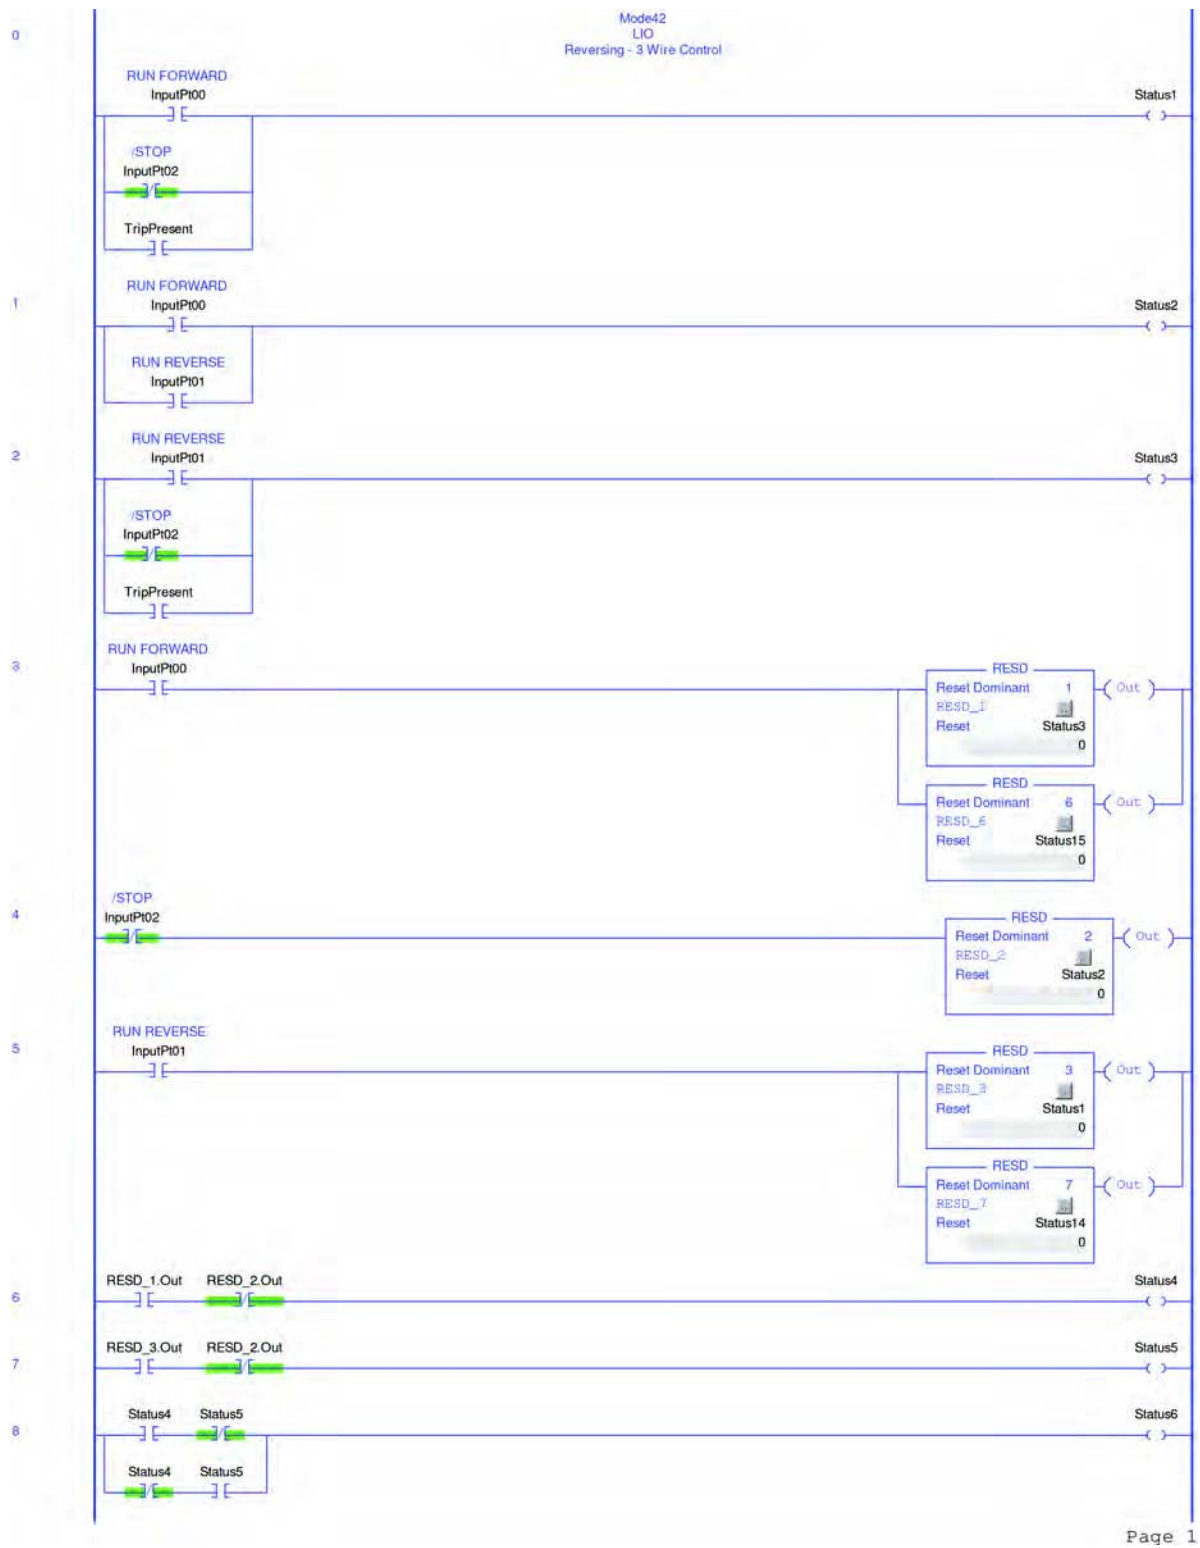 Mode42
LIO
Reversing - 3 Wire Control
0
RUN FORWARD
InputPt00
Status1
/STOP
InputPt02
TripPresent
1
RUN FORWARD
InputPt00
Status2
RUN REVERSE
InputPt01
2
RUN REVERSE
InputPt01
Status3
/STOP
InputPt02
TripPresent
3
RUN FORWARD
InputPt00
RESD
Reset Dominant 1
Out
RESD_1
...
Reset Status3
0
RESD
Reset Dominant 6
Out
RESD_6
...
Reset Status15
0
4
/STOP
InputPt02
RESD
Reset Dominant 2
Out
RESD_2
...
Reset Status2
0
5
RUN REVERSE
InputPt01
RESD
Reset Dominant 3
Out
RESD_3
...
Reset Status1
0
RESD
Reset Dominant 7
Out
RESD_7
...
Reset Status14
0
6
RESD_1.Out RESD_2.Out Status4
7
RESD_3.Out RESD_2.Out Status5
8
Status4 Status5 Status6
Status4 Status5
Page 1